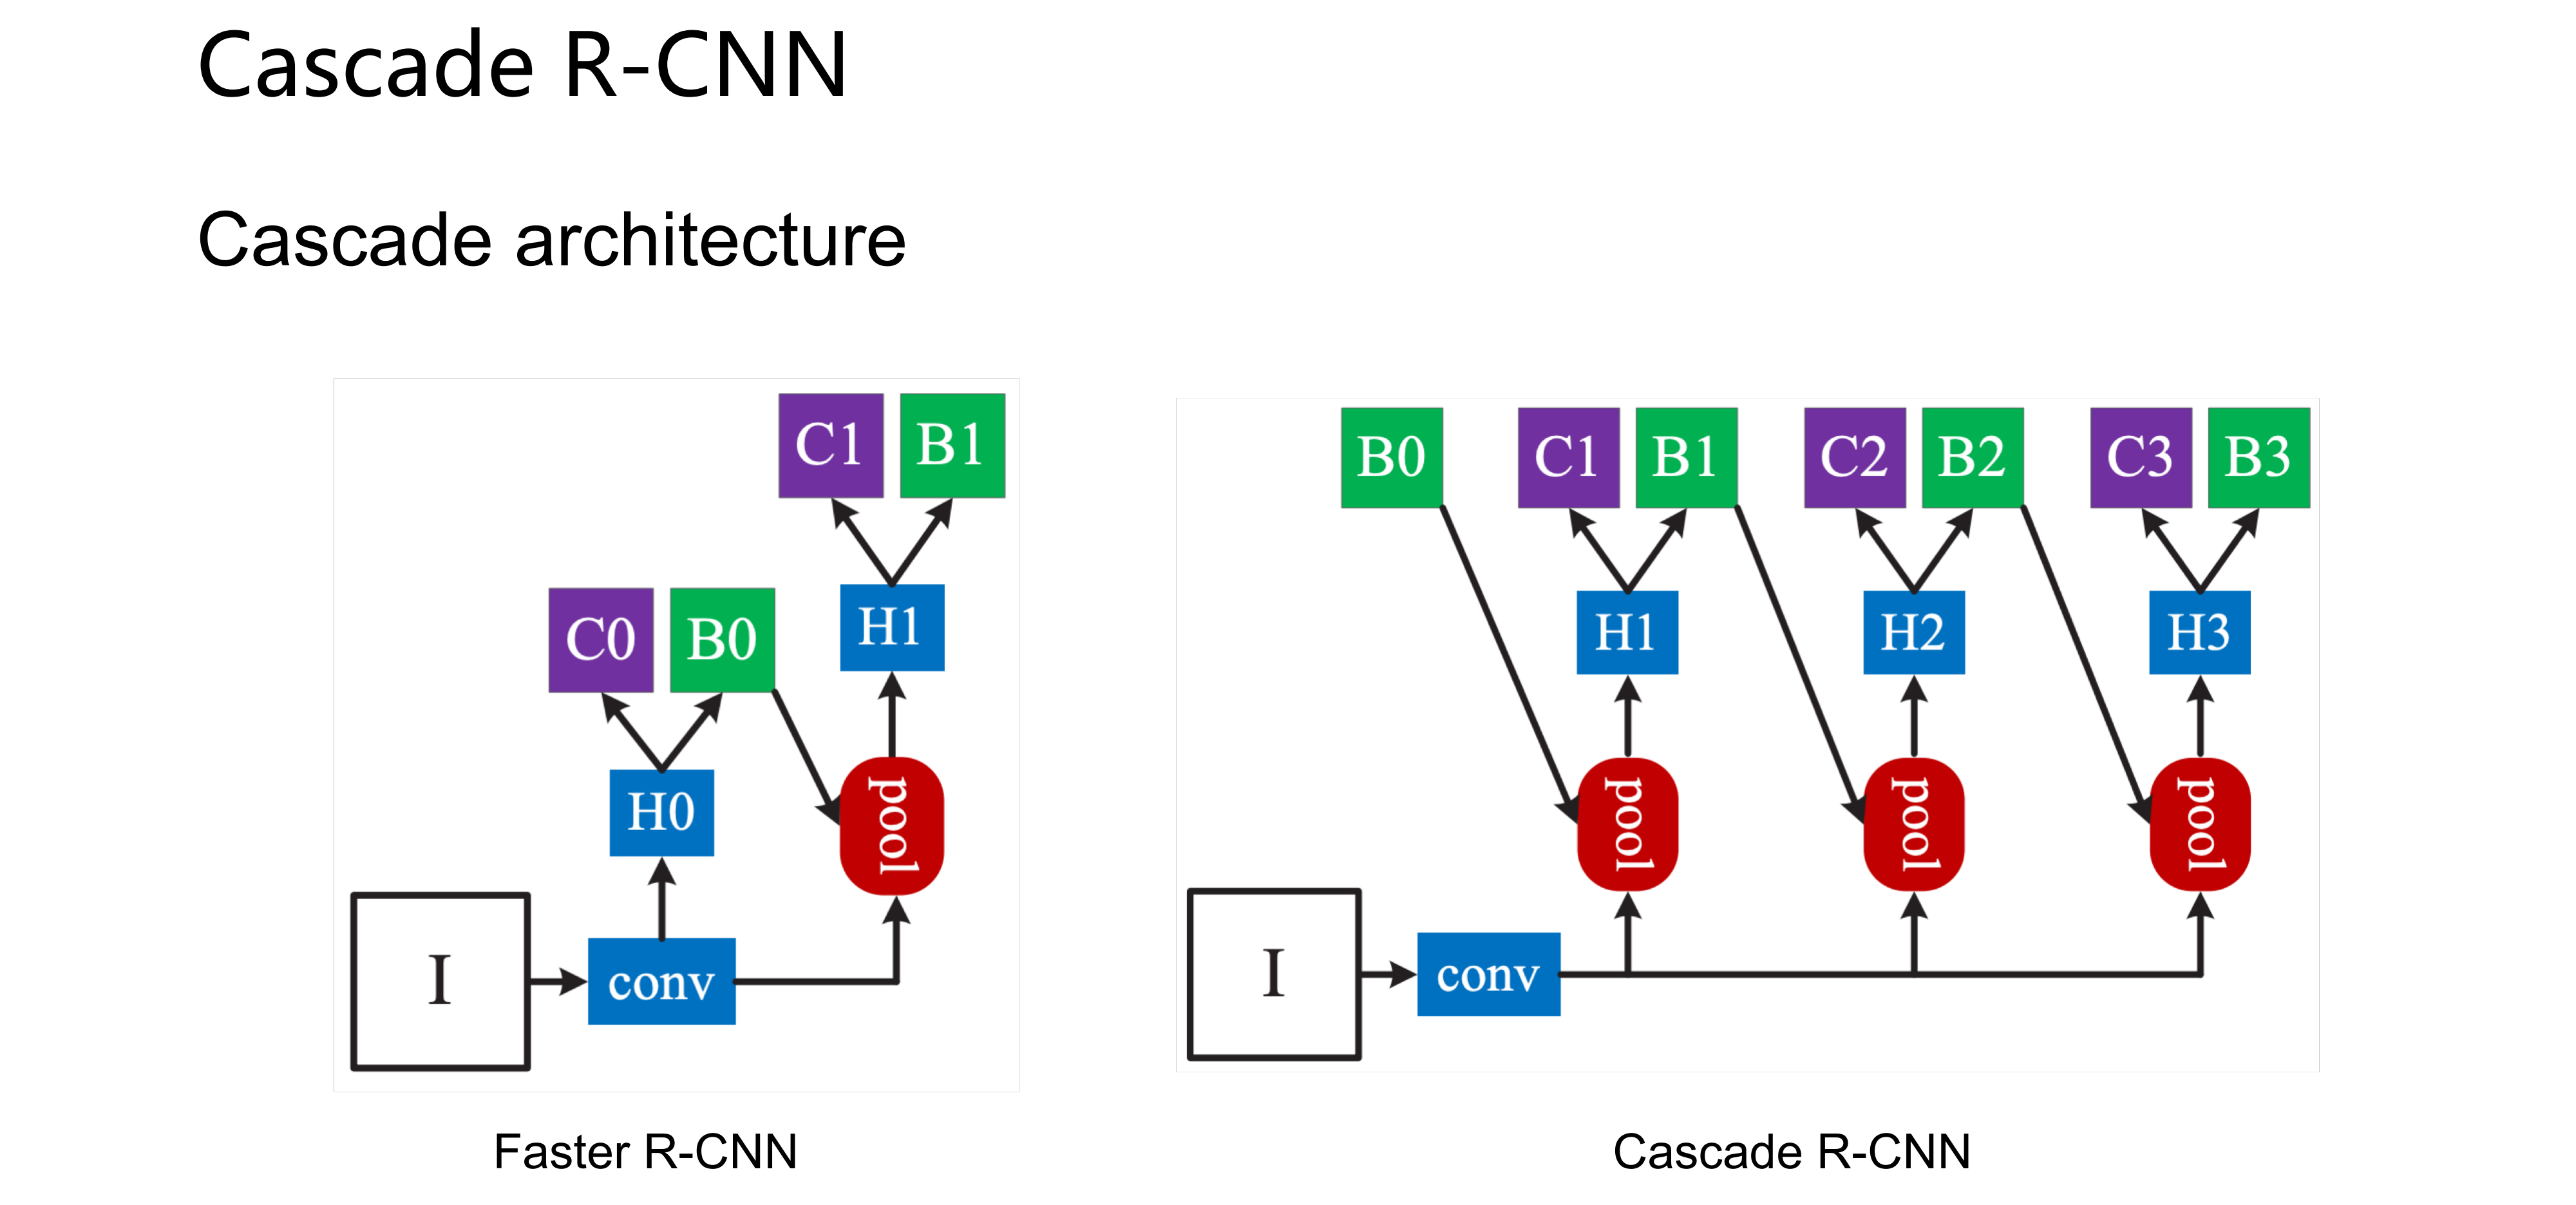 Cascade R-CNN
Cascade architecture
C1 B1
C0 B0
H1
H0
pool
I
conv
Faster R-CNN
B0 C1 B1 C2 B2 C3 B3
H1 H2 H3
pool pool pool
I
conv
Cascade R-CNN